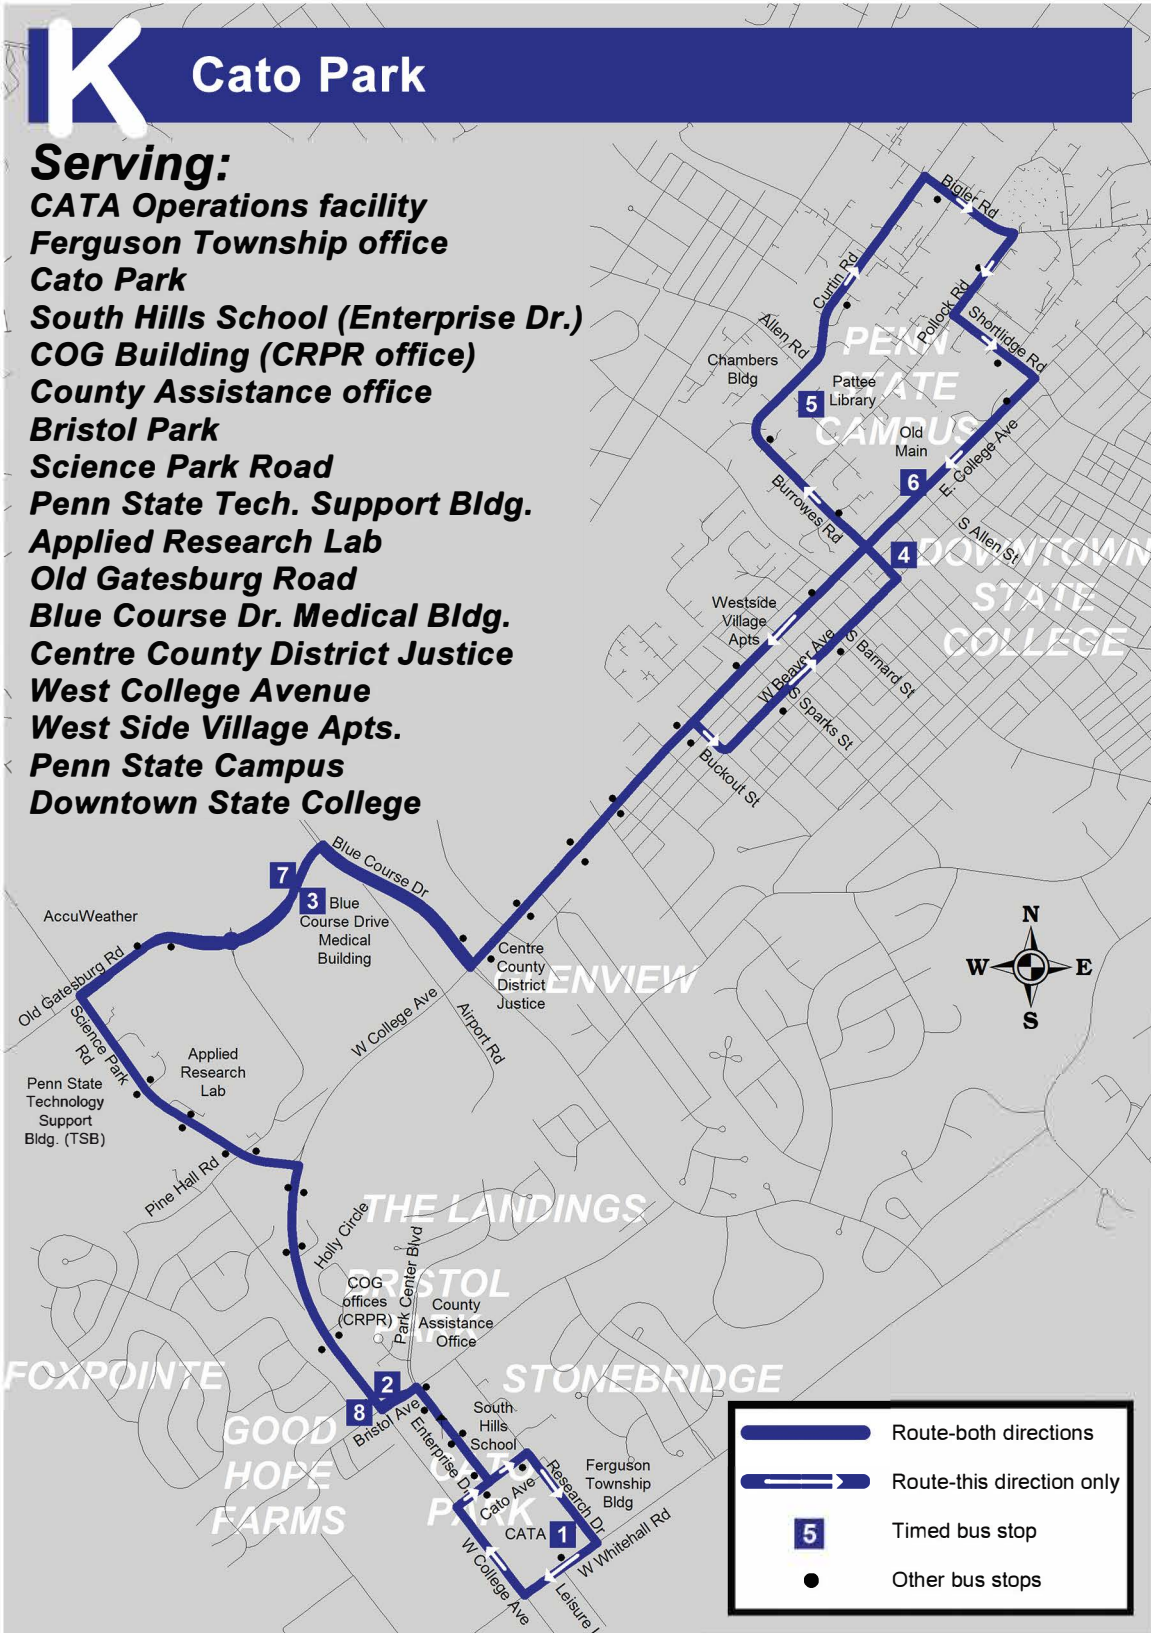 K
Cato Park
Serving:
CATA Operations facility
Ferguson Township office
Cato Park
South Hills School (Enterprise Dr.)
COG Building (CRPR office)
County Assistance office
Bristol Park
Science Park Road
Penn State Tech. Support Bldg.
Applied Research Lab
Old Gatesburg Road
Blue Course Dr. Medical Bldg.
Centre County District Justice
West College Avenue
West Side Village Apts.
Penn State Campus
Downtown State College
Bigler Rd
Curtin Rd
Pollock Rd
Shortlidge Rd
Allen Rd
PENN
STATE
CAMPUS
Chambers
Bldg
Pattee
Library
5
Old
Main
6
E. College Ave
Burrowes Rd
S Allen St
4
DOWNTOWN
STATE
COLLEGE
Westside
Village
Apts
W Beaver Ave
S Barnard St
S Sparks St
Buckout St
Blue Course Dr
7
3
Blue
Course Drive
Medical
Building
AccuWeather
Old Gatesburg Rd
Centre
County
District
Justice
GLENVIEW
N
W
E
S
W College Ave
Airport Rd
Science Park
Rd
Applied
Research
Lab
Penn State
Technology
Support
Bldg. (TSB)
Pine Hall Rd
THE LANDINGS
Holly Circle
Park Center Blvd
BRISTOL
PARK
COG
offices
(CRPR)
County
Assistance
Office
FOXPOINTE
STONEBRIDGE
2
8
Bristol Ave
Enterprise Dr
South
Hills
School
GOOD
HOPE
FARMS
CATO
PARK
Cato Ave
Research Dr
Ferguson
Township
Bldg
CATA
1
W Whitehall Rd
W College Ave
Leisure
Route-both directions
Route-this direction only
5
Timed bus stop
Other bus stops